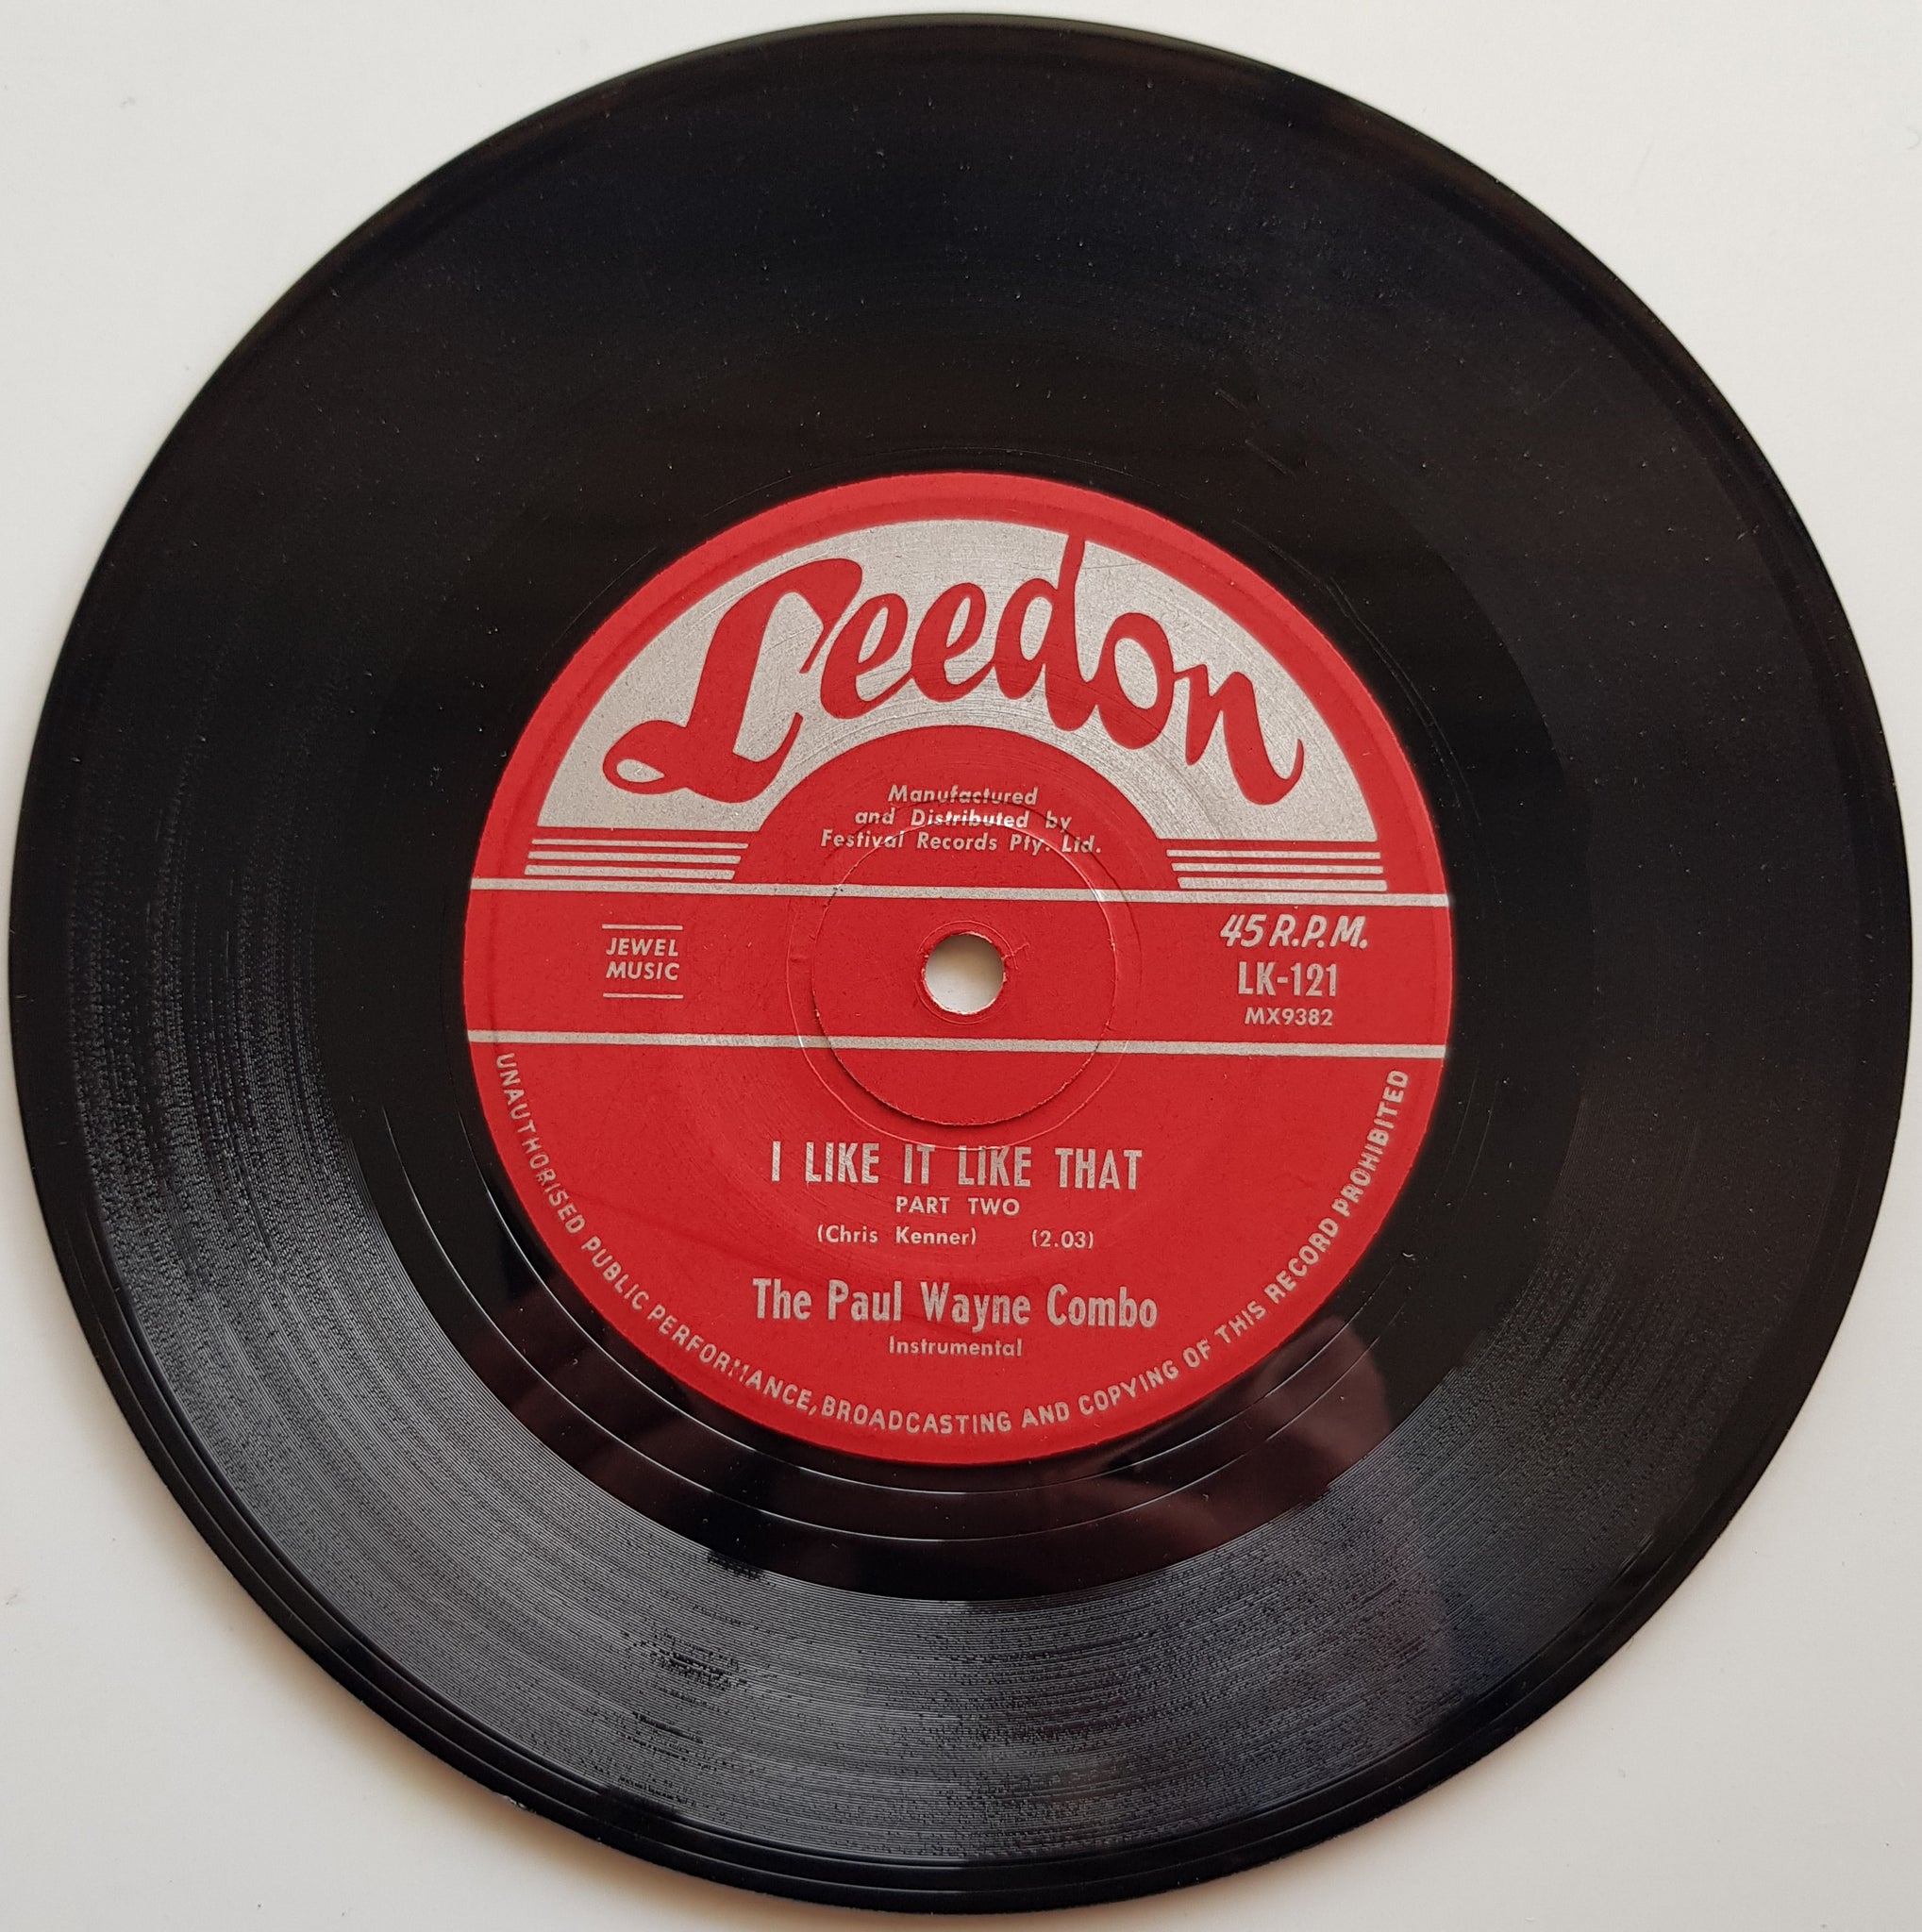 Leedon
Manufactured
and Distributed by
Festival Records Pty. Ltd.
JEWEL
MUSIC
45 R.P.M.
LK-121
MX9382
I LIKE IT LIKE THAT
PART TWO
(Chris Kenner) (2.03)
The Paul Wayne Combo
Instrumental
UNAUTHORISED PUBLIC PERFORMANCE, BROADCASTING AND COPYING OF THIS RECORD PROHIBITED